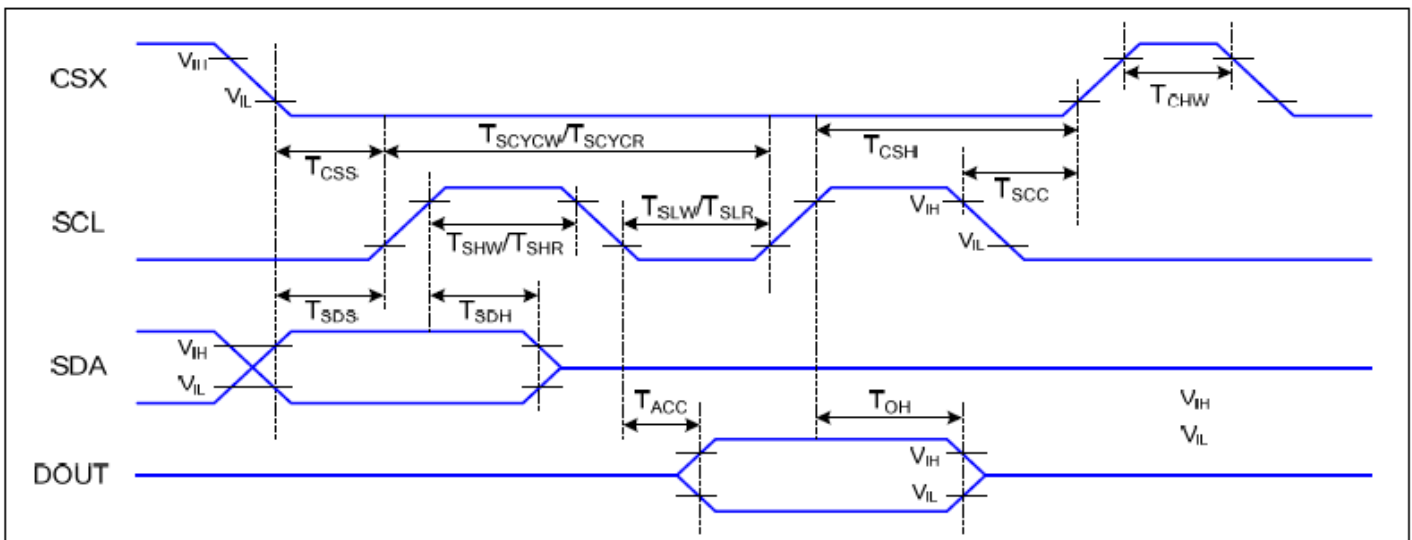 CSX
VIH
VIL
TCHW
TSCYCW/TSCYCR
TCSS
TCSH
TSCC
SCL
TSLW/TSLR
VIH
TSHW/TSHR
VIL
TSDS
TSDH
SDA
VIH
VIL
TACC
TOH
VIH
VIL
DOUT
VIH
VIL